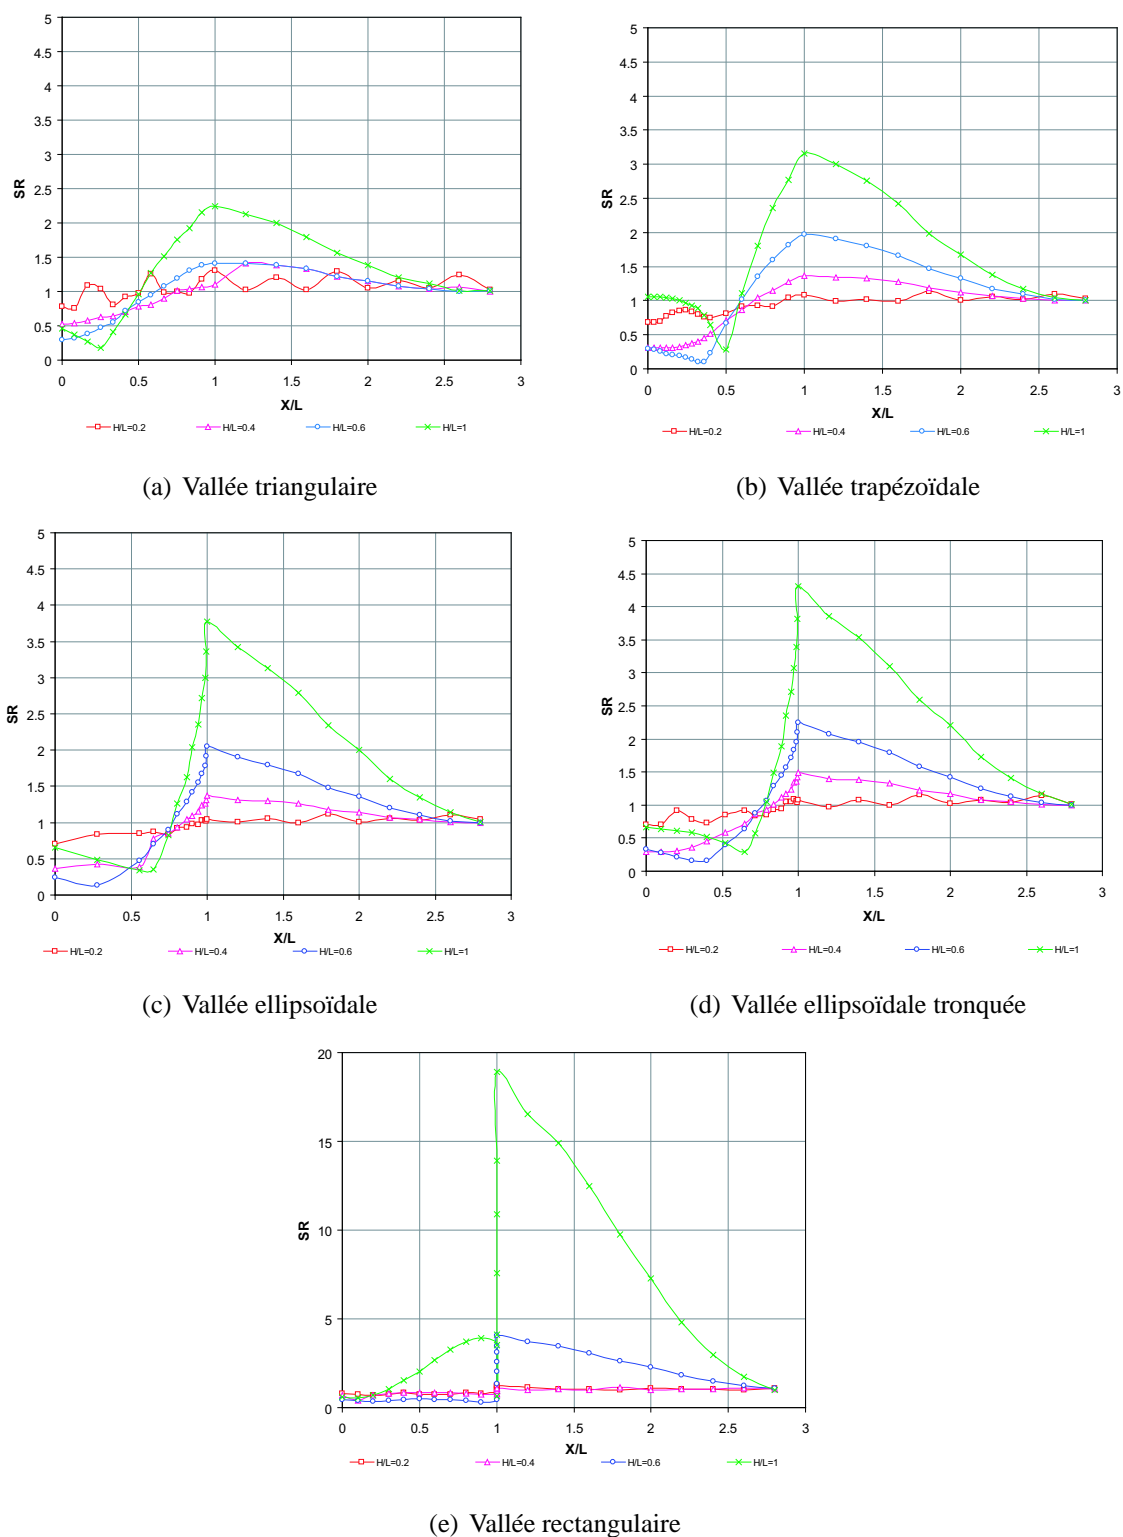 5
4.5
4
3.5
3
2.5
2
1.5
1
0.5
0
SR
0 0.5 1 1.5 2 2.5 3
X/L
H/L=0.2 H/L=0.4 H/L=0.6 H/L=1
(a) Vallée triangulaire
5
4.5
4
3.5
3
2.5
2
1.5
1
0.5
0
SR
0 0.5 1 1.5 2 2.5 3
X/L
H/L=0.2 H/L=0.4 H/L=0.6 H/L=1
(b) Vallée trapézoïdale
5
4.5
4
3.5
3
2.5
2
1.5
1
0.5
0
SR
0 0.5 1 1.5 2 2.5 3
X/L
H/L=0.2 H/L=0.4 H/L=0.6 H/L=1
(c) Vallée ellipsoïdale
5
4.5
4
3.5
3
2.5
2
1.5
1
0.5
0
SR
0 0.5 1 1.5 2 2.5 3
X/L
H/L=0.2 H/L=0.4 H/L=0.6 H/L=1
(d) Vallée ellipsoïdale tronquée
20
15
10
5
0
SR
0 0.5 1 1.5 2 2.5 3
X/L
H/L=0.2 H/L=0.4 H/L=0.6 H/L=1
(e) Vallée rectangulaire